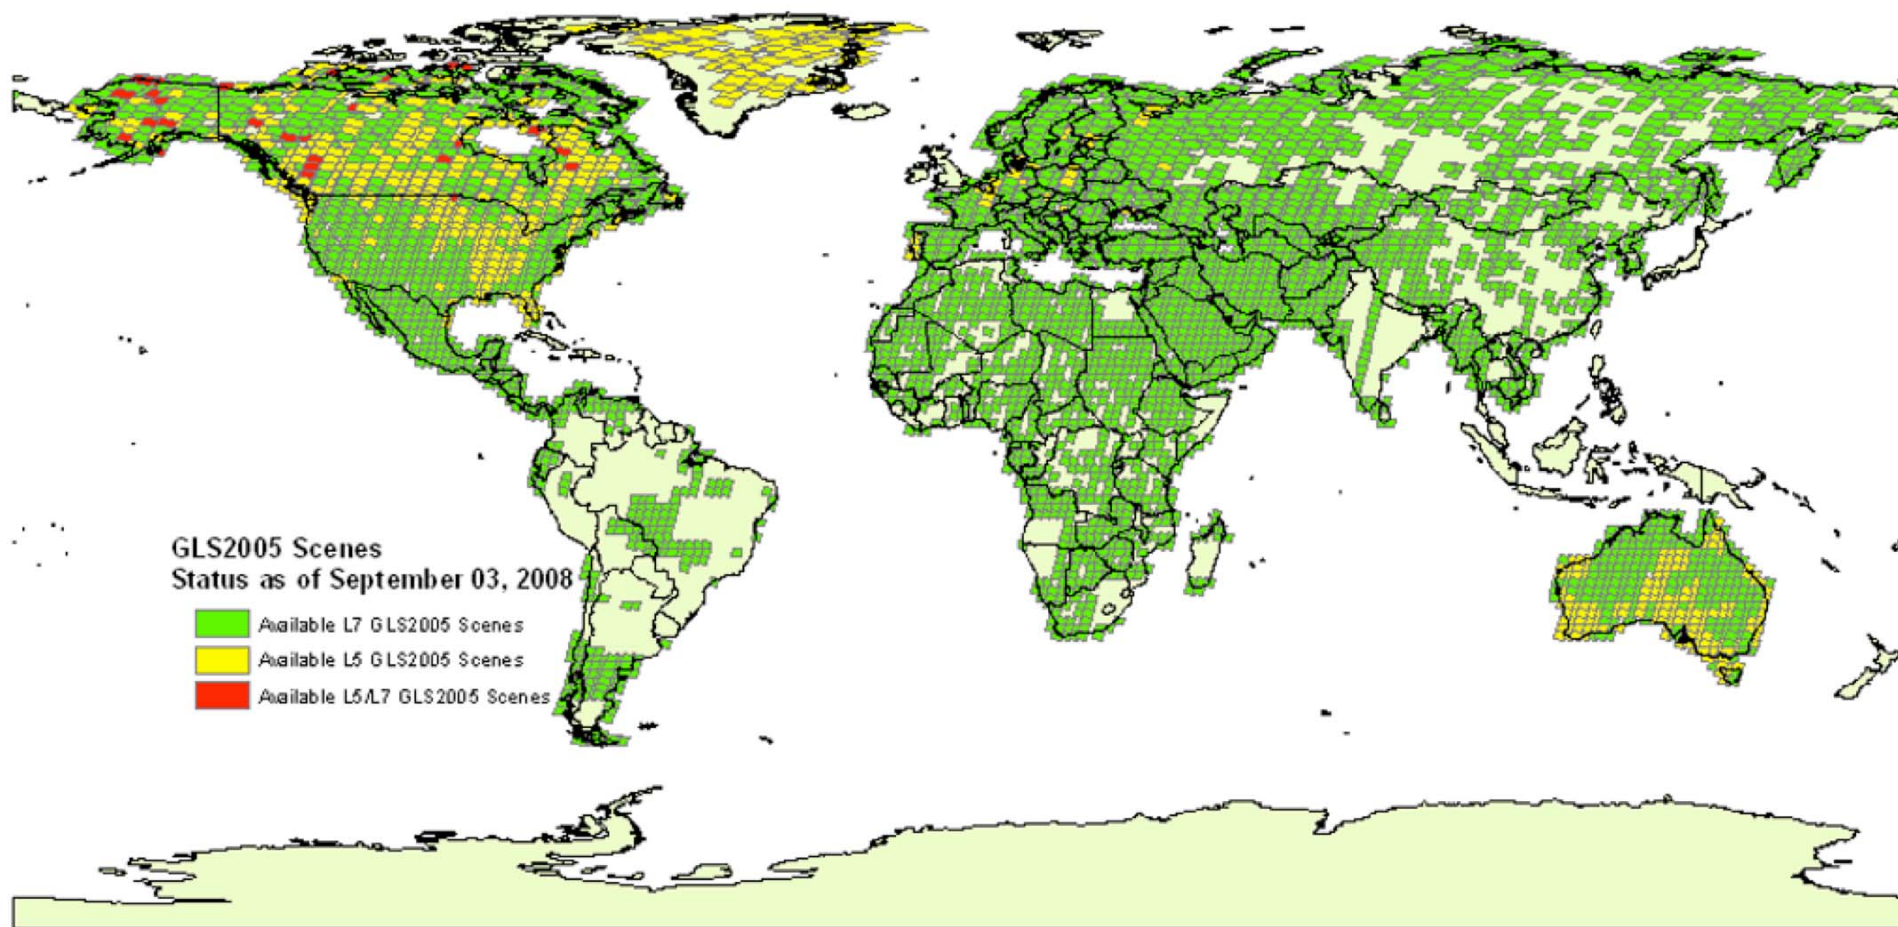 GLS2005 Scenes
Status as of September 03, 2008
Available L7 GLS2005 Scenes
Available L5 GLS2005 Scenes
Available L5/L7 GLS2005 Scenes